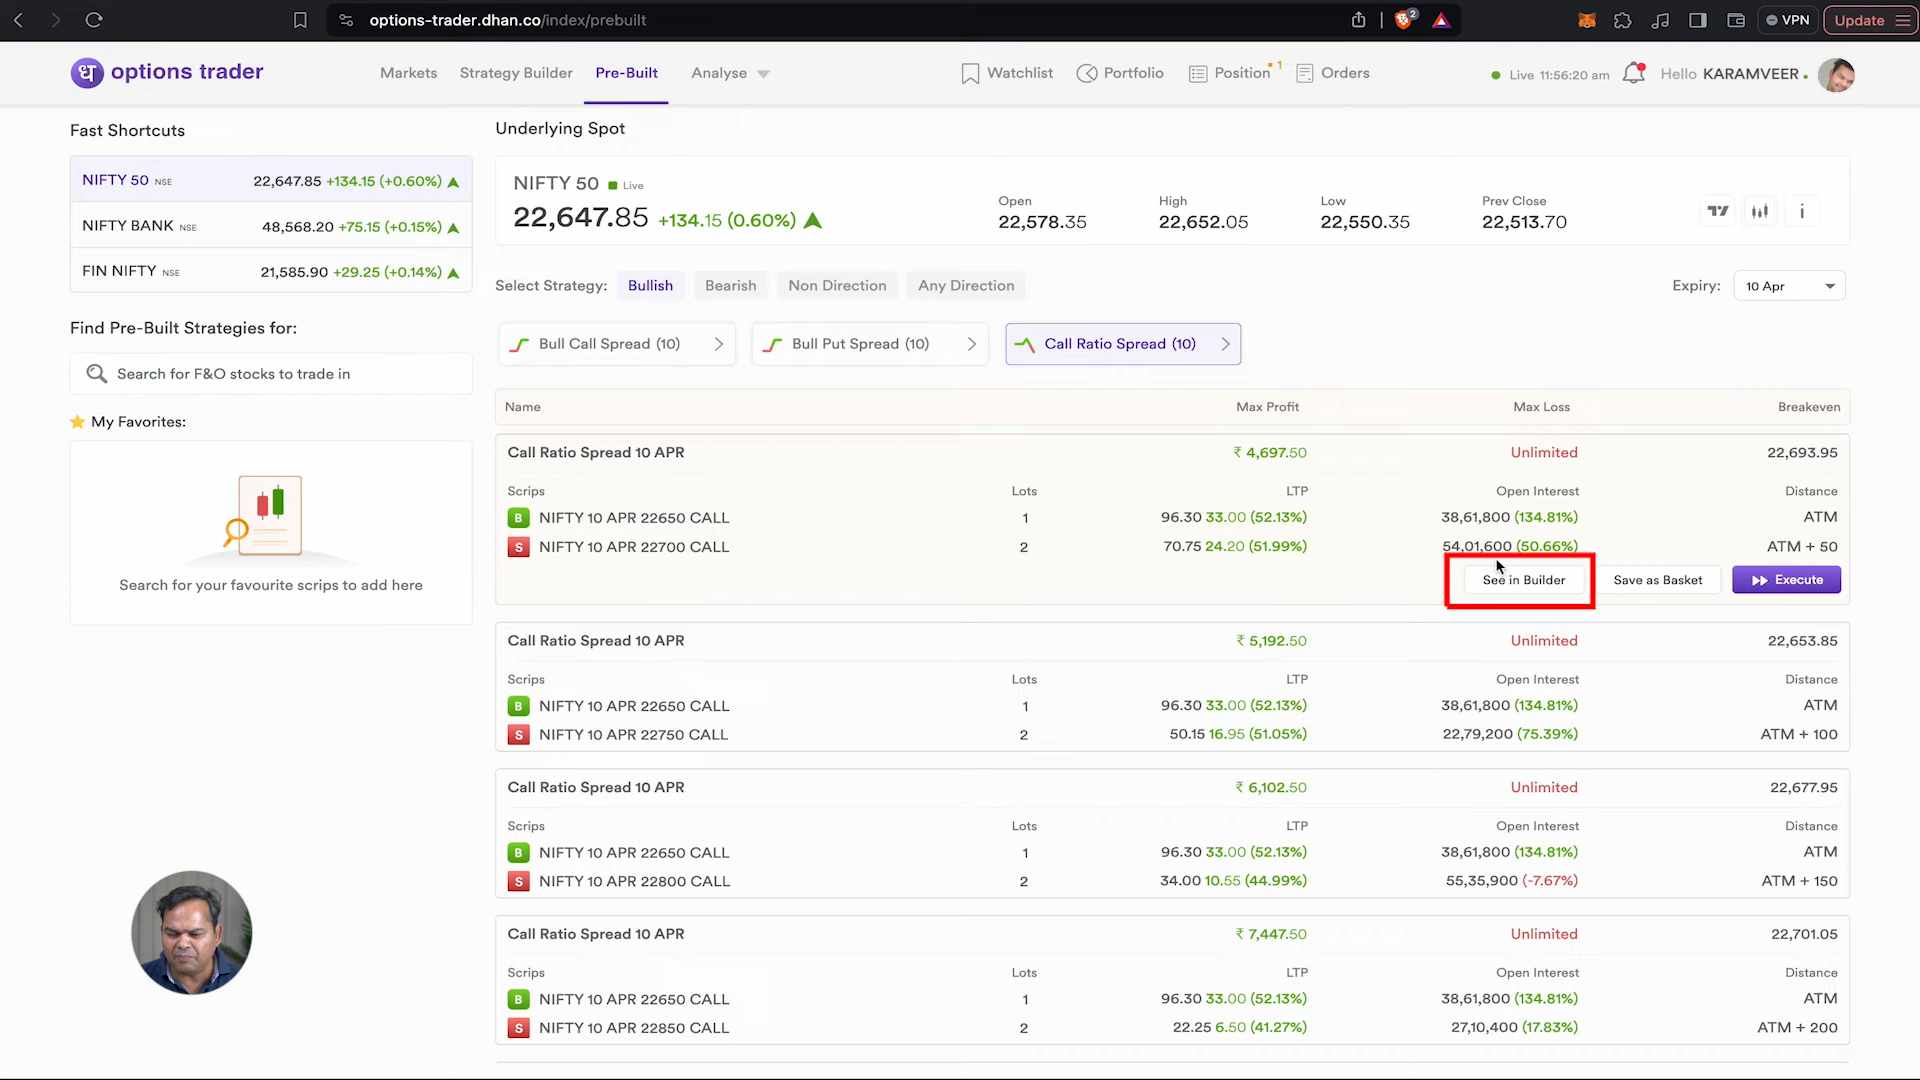 options-trader.dhan.co/index/prebuilt
2
VPN
Update
ध options trader
Markets Strategy Builder Pre-Built Analyse
Watchlist Portfolio Position 1 Orders
Live 11:56:20 am
Hello KARAMVEER
Fast Shortcuts
NIFTY 50 NSE 22,647.85 +134.15 (+0.60%)
NIFTY BANK NSE 48,568.20 +75.15 (+0.15%)
FIN NIFTY NSE 21,585.90 +29.25 (+0.14%)
Find Pre-Built Strategies for:
Search for F&O stocks to trade in
My Favorites:
Search for your favourite scrips to add here
Underlying Spot
NIFTY 50 Live
22,647.85 +134.15 (0.60%)
Open High Low Prev Close
22,578.35 22,652.05 22,550.35 22,513.70
i
Select Strategy: Bullish Bearish Non Direction Any Direction
Expiry: 10 Apr
Bull Call Spread (10) Bull Put Spread (10) Call Ratio Spread (10)
Name Max Profit Max Loss Breakeven
Call Ratio Spread 10 APR ₹ 4,697.50 Unlimited 22,693.95
Scrips Lots LTP Open Interest Distance
B NIFTY 10 APR 22650 CALL 1 96.30 33.00 (52.13%) 38,61,800 (134.81%) ATM
S NIFTY 10 APR 22700 CALL 2 70.75 24.20 (51.99%) 54,01,600 (50.66%) ATM + 50
See in Builder Save as Basket Execute
Call Ratio Spread 10 APR ₹ 5,192.50 Unlimited 22,653.85
Scrips Lots LTP Open Interest Distance
B NIFTY 10 APR 22650 CALL 1 96.30 33.00 (52.13%) 38,61,800 (134.81%) ATM
S NIFTY 10 APR 22750 CALL 2 50.15 16.95 (51.05%) 22,79,200 (75.39%) ATM + 100
Call Ratio Spread 10 APR ₹ 6,102.50 Unlimited 22,677.95
Scrips Lots LTP Open Interest Distance
B NIFTY 10 APR 22650 CALL 1 96.30 33.00 (52.13%) 38,61,800 (134.81%) ATM
S NIFTY 10 APR 22800 CALL 2 34.00 10.55 (44.99%) 55,35,900 (-7.67%) ATM + 150
Call Ratio Spread 10 APR ₹ 7,447.50 Unlimited 22,701.05
Scrips Lots LTP Open Interest Distance
B NIFTY 10 APR 22650 CALL 1 96.30 33.00 (52.13%) 38,61,800 (134.81%) ATM
S NIFTY 10 APR 22850 CALL 2 22.25 6.50 (41.27%) 27,10,400 (17.83%) ATM + 200